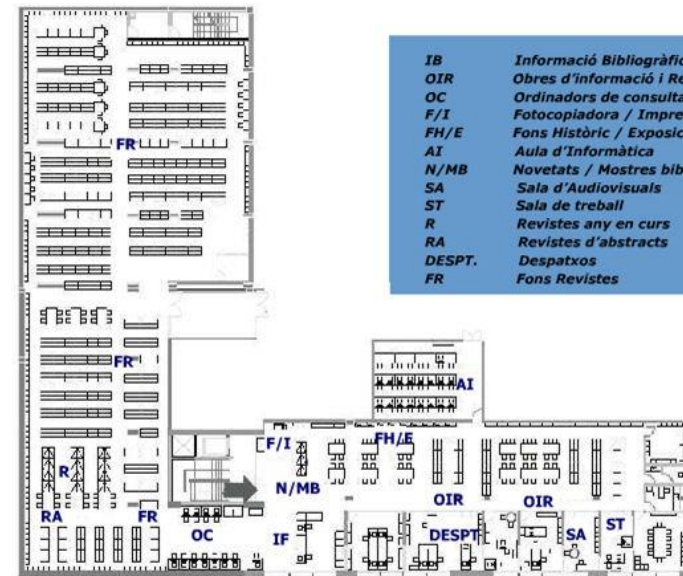 IB Informació Bibliogràfic
OIR Obres d'informació i Re
OC Ordinadors de consulta
F/I Fotocopiadora / Impre
FH/E Fons Històric / Exposic
AI Aula d'Informàtica
N/MB Novetats / Mostres bib
SA Sala d'Audiovisuals
ST Sala de treball
R Revistes any en curs
RA Revistes d'abstracts
DESPT. Despatxos
FR Fons Revistes
FR
FR
AI
F/I
FH/E
R
N/MB
OIR
OIR
RA
FR
OC
IF
DESPT
SA
ST